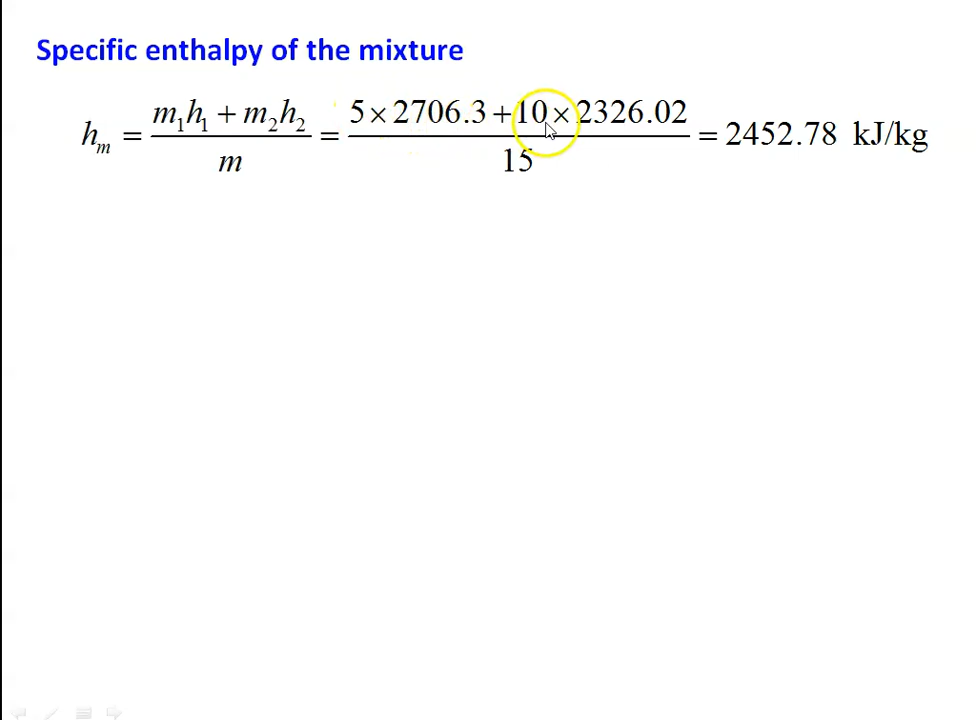 Specific enthalpy of the mixture
hₘ = (m₁h₁ + m₂h₂)/m = (5 × 2706.3 + 10 × 2326.02)/15 = 2452.78 kJ/kg